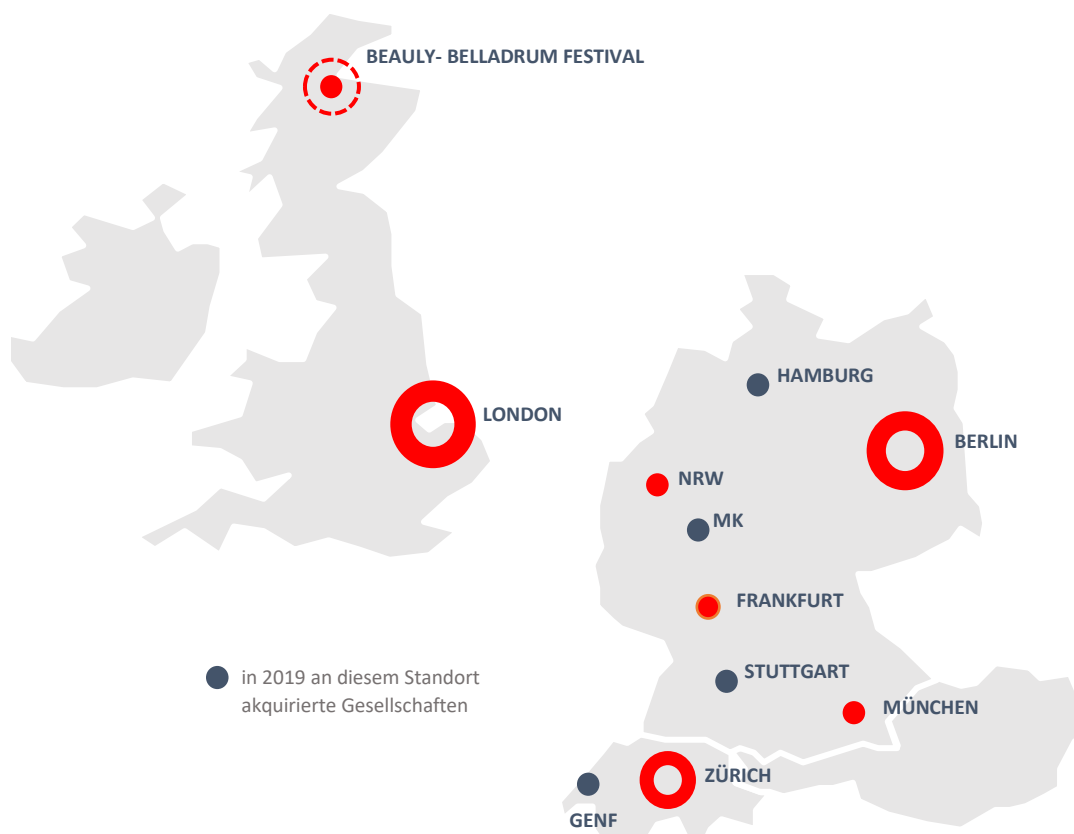 BEAULY- BELLADRUM FESTIVAL
LONDON
HAMBURG
BERLIN
NRW
MK
FRANKFURT
in 2019 an diesem Standort
akquirierte Gesellschaften
STUTTGART
MÜNCHEN
ZÜRICH
GENF